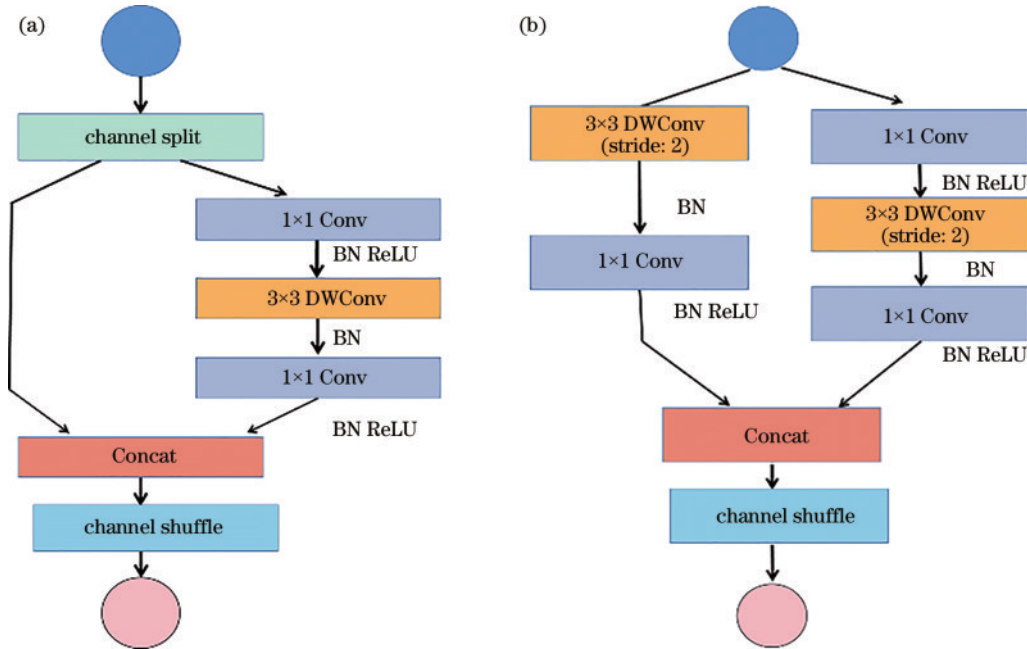 (a)
channel split
1×1 Conv
BN ReLU
3×3 DWConv
BN
1×1 Conv
BN ReLU
Concat
channel shuffle
(b)
3×3 DWConv
(stride: 2)
BN
1×1 Conv
BN ReLU
1×1 Conv
BN ReLU
3×3 DWConv
(stride: 2)
BN
1×1 Conv
BN ReLU
Concat
channel shuffle